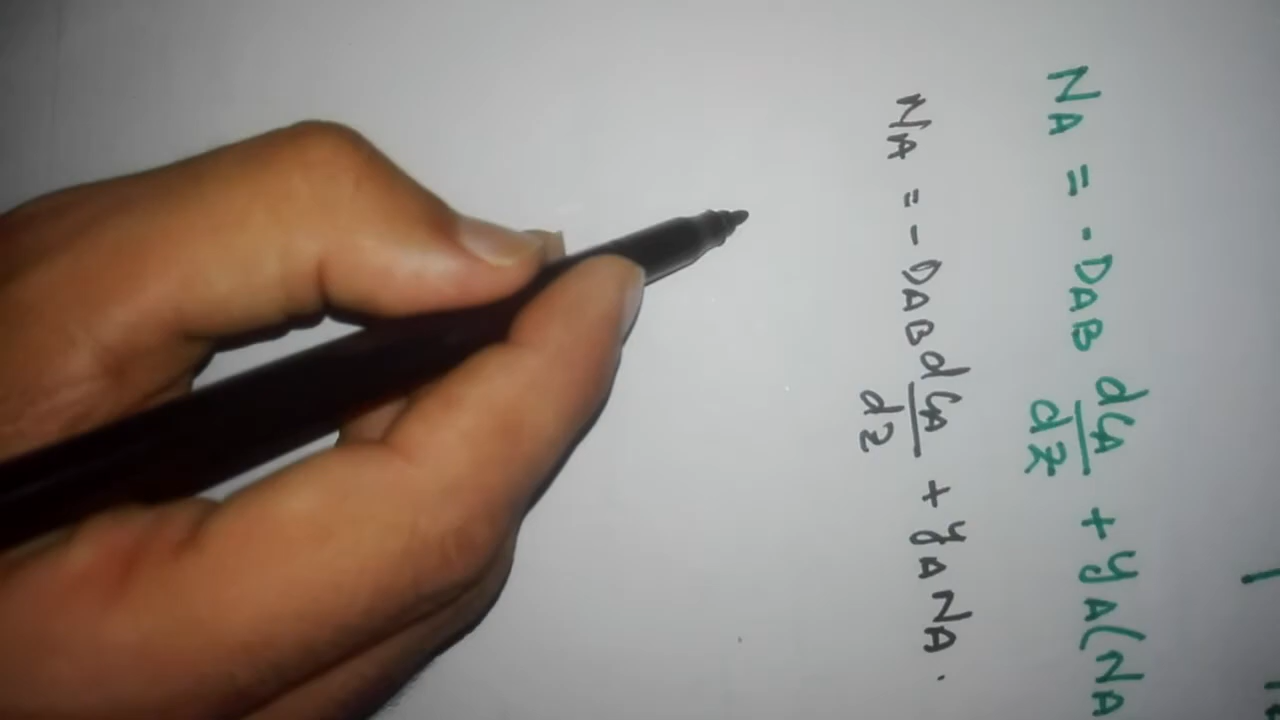 NA = -DAB dCA/dz + yA(NA
NA = -DAB dCA/dz + yANA.